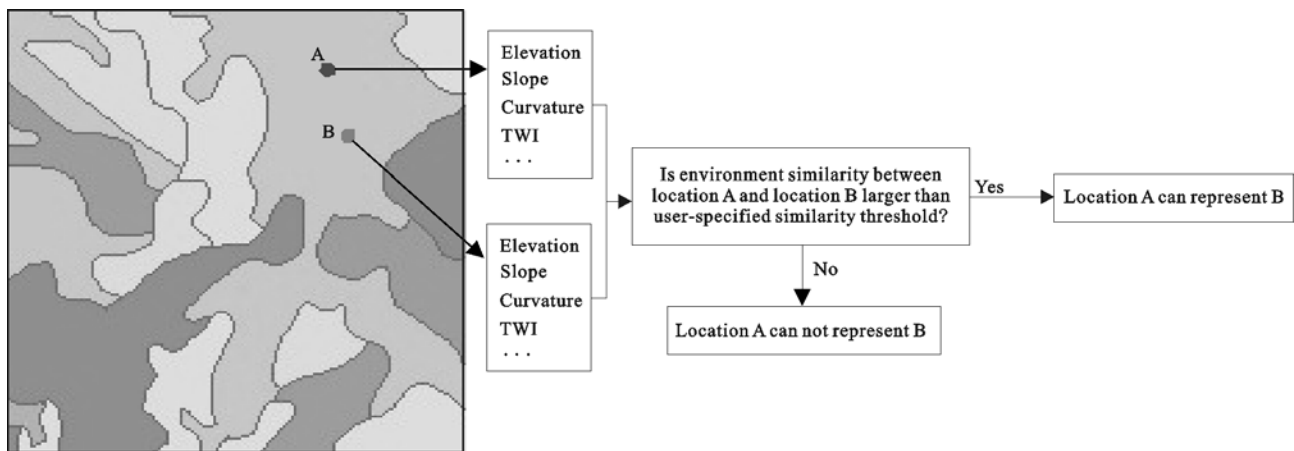 A
B
Elevation
Slope
Curvature
TWI
. . .
Elevation
Slope
Curvature
TWI
. . .
Is environment similarity between
location A and location B larger than
user-specified similarity threshold?
Yes
Location A can represent B
No
Location A can not represent B